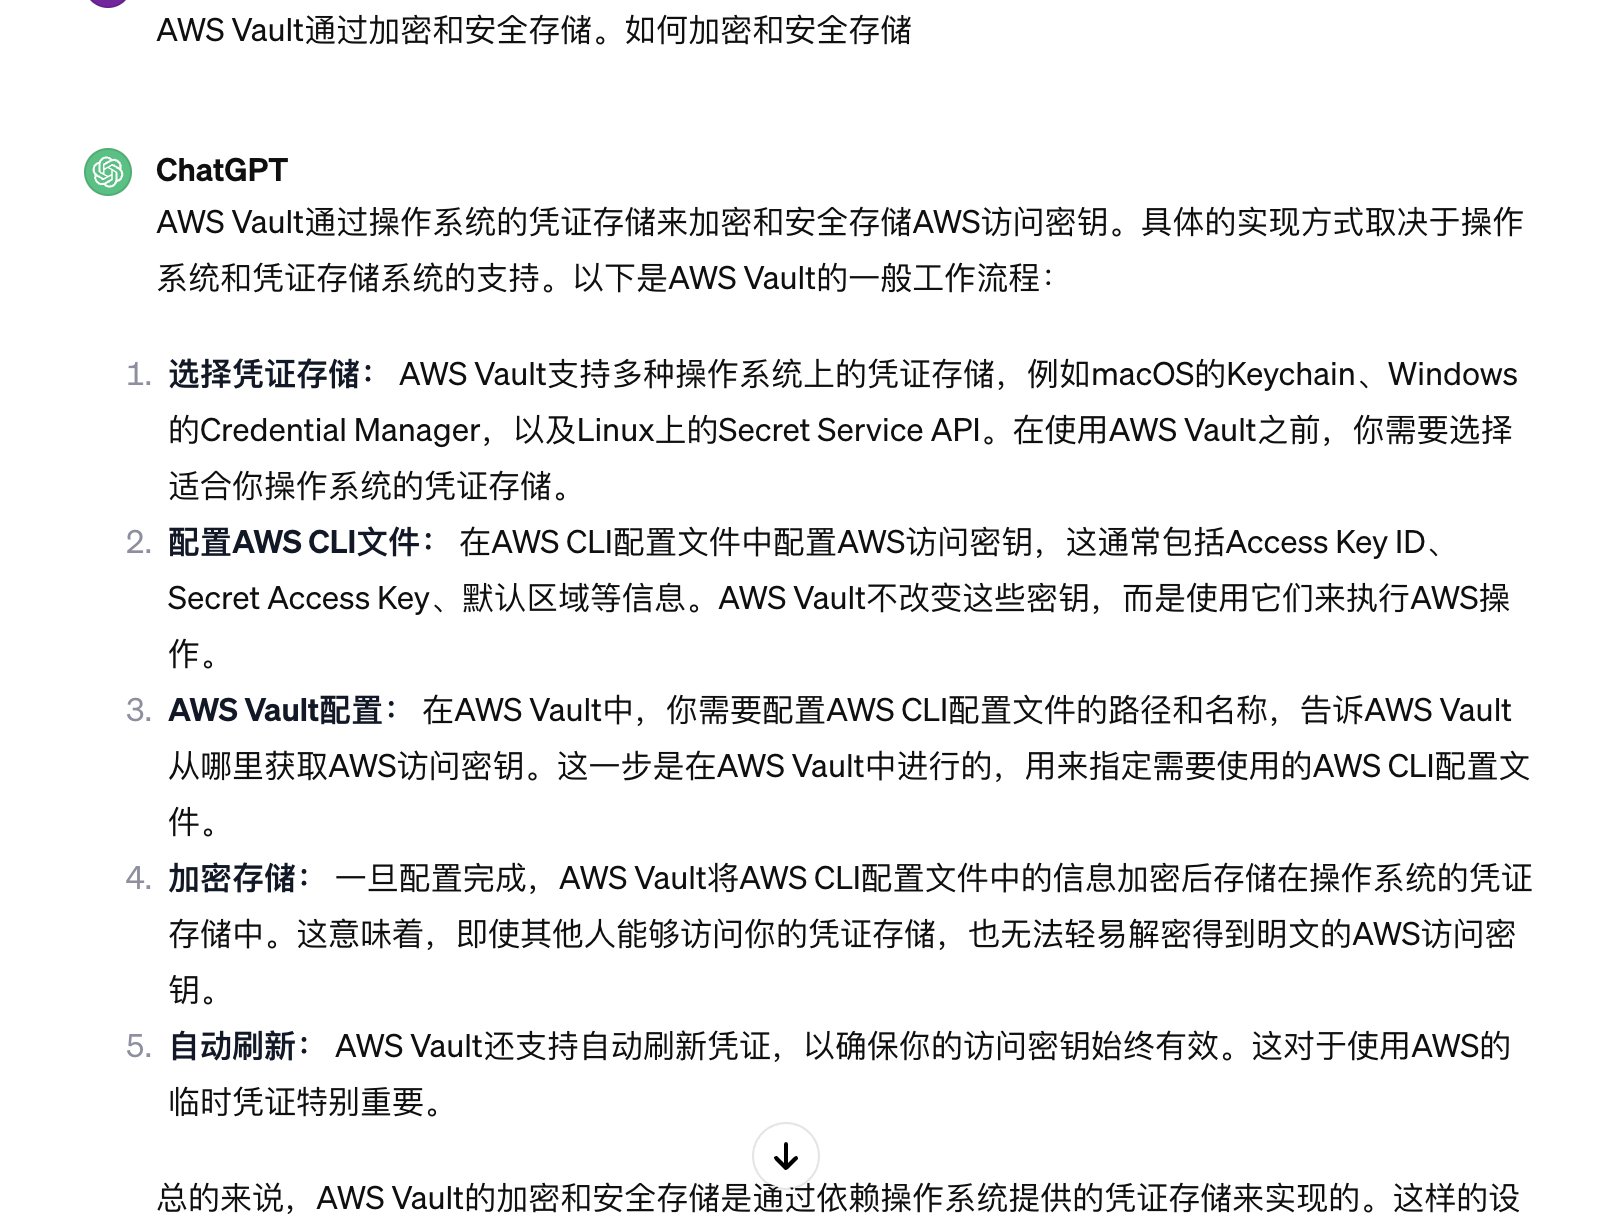 AWS Vault通过加密和安全存储。如何加密和安全存储
ChatGPT
AWS Vault通过操作系统的凭证存储来加密和安全存储AWS访问密钥。具体的实现方式取决于操作
系统和凭证存储系统的支持。以下是AWS Vault的一般工作流程：
1. 选择凭证存储： AWS Vault支持多种操作系统上的凭证存储，例如macOS的Keychain、Windows
的Credential Manager，以及Linux上的Secret Service API。在使用AWS Vault之前，你需要选择
适合你操作系统的凭证存储。
2. 配置AWS CLI文件： 在AWS CLI配置文件中配置AWS访问密钥，这通常包括Access Key ID、
Secret Access Key、默认区域等信息。AWS Vault不改变这些密钥，而是使用它们来执行AWS操
作。
3. AWS Vault配置： 在AWS Vault中，你需要配置AWS CLI配置文件的路径和名称，告诉AWS Vault
从哪里获取AWS访问密钥。这一步是在AWS Vault中进行的，用来指定需要使用的AWS CLI配置文
件。
4. 加密存储： 一旦配置完成，AWS Vault将AWS CLI配置文件中的信息加密后存储在操作系统的凭证
存储中。这意味着，即使其他人能够访问你的凭证存储，也无法轻易解密得到明文的AWS访问密
钥。
5. 自动刷新： AWS Vault还支持自动刷新凭证，以确保你的访问密钥始终有效。这对于使用AWS的
临时凭证特别重要。
总的来说，AWS Vault的加密和安全存储是通过依赖操作系统提供的凭证存储来实现的。这样的设